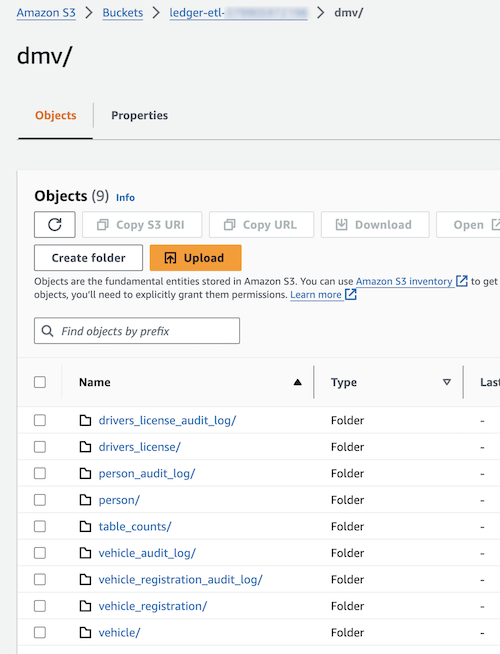 Amazon S3 > Buckets > ledger-etl- > dmv/
dmv/
Objects Properties
Objects (9) Info
Copy S3 URI Copy URL Download Open
Create folder Upload
Objects are the fundamental entities stored in Amazon S3. You can use Amazon S3 inventory to get
objects, you'll need to explicitly grant them permissions. Learn more
Find objects by prefix
Name Type Las
drivers_license_audit_log/ Folder -
drivers_license/ Folder -
person_audit_log/ Folder -
person/ Folder -
table_counts/ Folder -
vehicle_audit_log/ Folder -
vehicle_registration_audit_log/ Folder -
vehicle_registration/ Folder -
vehicle/ Folder -